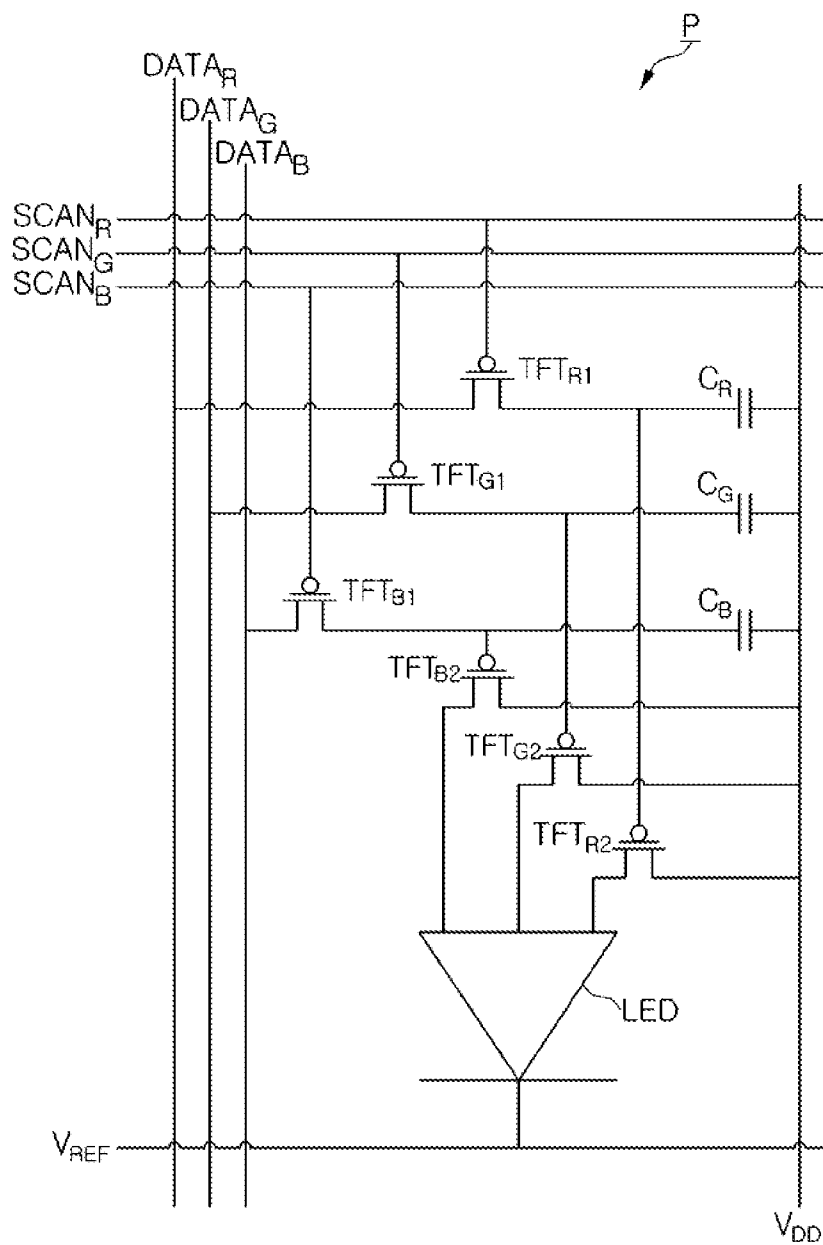 P
DATAR
DATAG
DATAB
SCANR
SCANG
SCANB
TFTR1
CR
TFTG1
CG
TFTB1
CB
TFTB2
TFTG2
TFTR2
LED
VREF
VDD